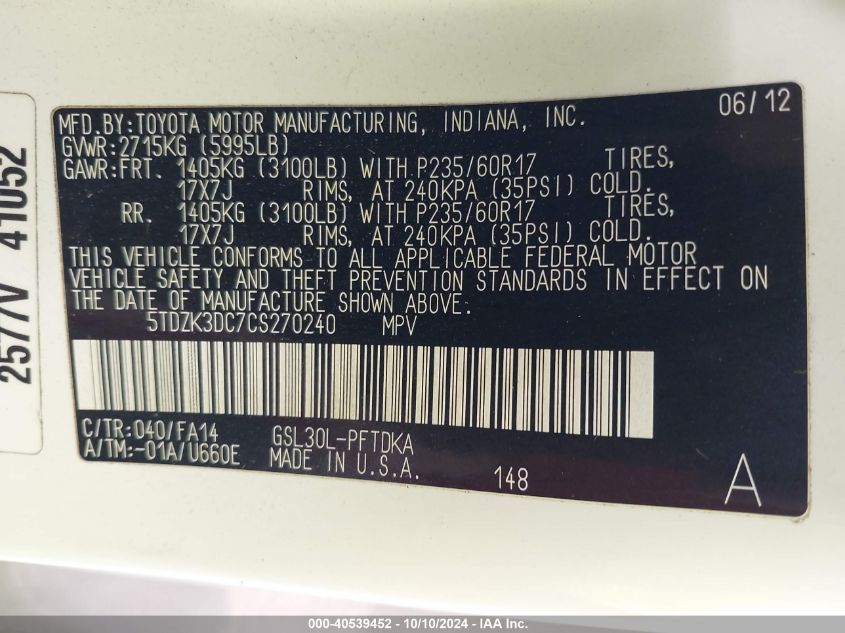 2577V 41052
06/12
MFD.BY:TOYOTA MOTOR MANUFACTURING, INDIANA, INC.
GVWR:2715KG (5995LB)
GAWR:FRT. 1405KG (3100LB) WITH P235/60R17 TIRES,
17X7J RIMS, AT 240KPA (35PSI) COLD.
RR. 1405KG (3100LB) WITH P235/60R17 TIRES,
17X7J RIMS, AT 240KPA (35PSI) COLD.
THIS VEHICLE CONFORMS TO ALL APPLICABLE FEDERAL MOTOR
VEHICLE SAFETY AND THEFT PREVENTION STANDARDS IN EFFECT ON
THE DATE OF MANUFACTURE SHOWN ABOVE.
5TDZK3DC7CS270240 MPV
C/TR:040/FA14 GSL30L-PFTDKA
A/TM:-01A/U660E MADE IN U.S.A. 148 A
000-40539452 - 10/10/2024 - IAA Inc.